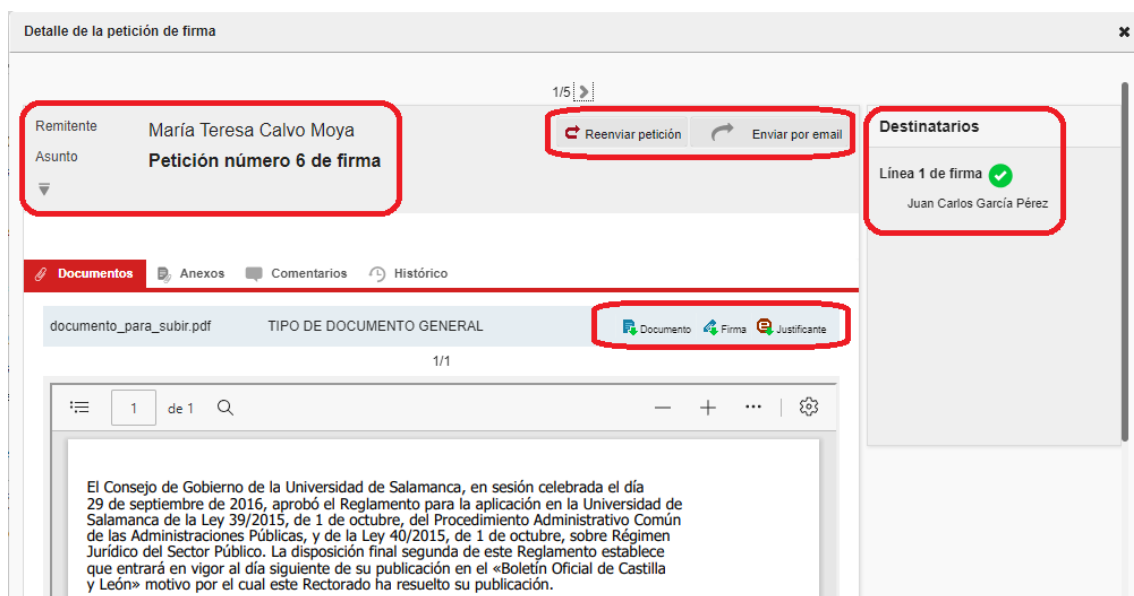 Detalle de la petición de firma
1/5
Remitente María Teresa Calvo Moya
Asunto Petición número 6 de firma
Reenviar petición Enviar por email
Destinatarios
Línea 1 de firma
Juan Carlos García Pérez
Documentos Anexos Comentarios Histórico
documento_para_subir.pdf TIPO DE DOCUMENTO GENERAL Documento Firma Justificante
1/1
1 de 1
El Consejo de Gobierno de la Universidad de Salamanca, en sesión celebrada el día
29 de septiembre de 2016, aprobó el Reglamento para la aplicación en la Universidad de
Salamanca de la Ley 39/2015, de 1 de octubre, del Procedimiento Administrativo Común
de las Administraciones Públicas, y de la Ley 40/2015, de 1 de octubre, sobre Régimen
Jurídico del Sector Público. La disposición final segunda de este Reglamento establece
que entrará en vigor al día siguiente de su publicación en el «Boletín Oficial de Castilla
y León» motivo por el cual este Rectorado ha resuelto su publicación.